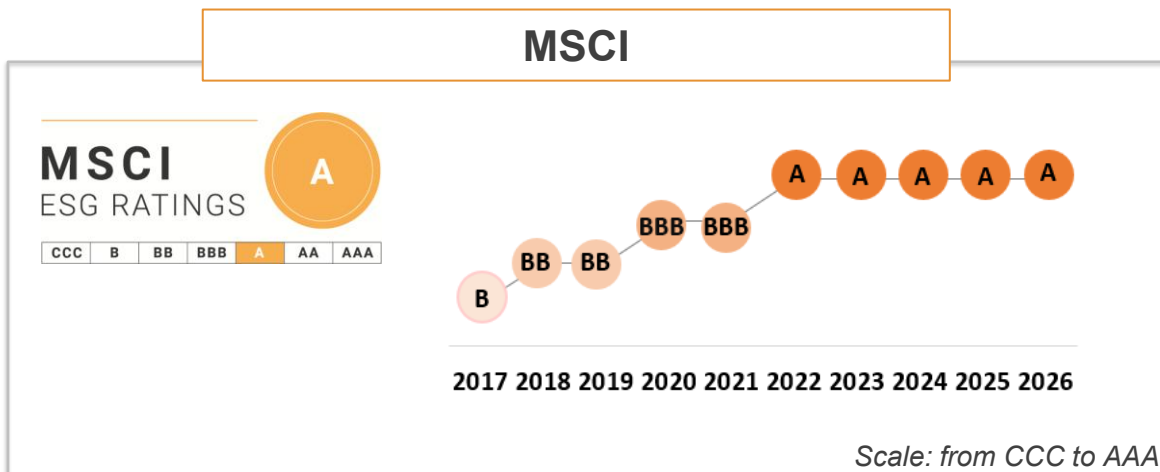 MSCI
MSCI
ESG RATINGS
A
CCC B BB BBB A AA AAA
B BB BB BBB BBB A A A A A
2017 2018 2019 2020 2021 2022 2023 2024 2025 2026
Scale: from CCC to AAA